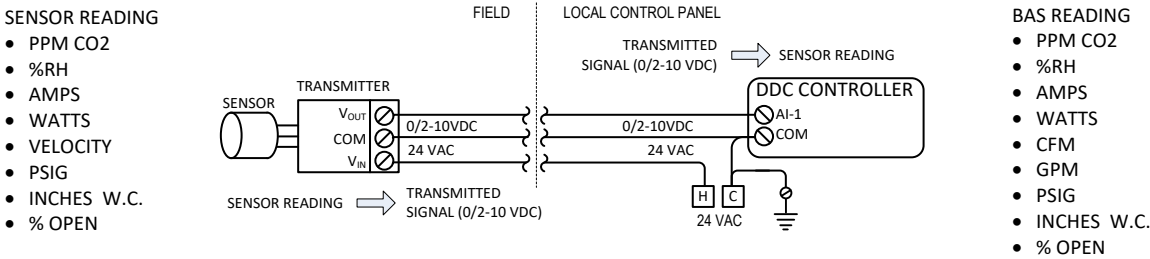 SENSOR READING
• PPM CO2
• %RH
• AMPS
• WATTS
• VELOCITY
• PSIG
• INCHES W.C.
• % OPEN
FIELD
LOCAL CONTROL PANEL
TRANSMITTED
SIGNAL (0/2-10 VDC)
SENSOR READING
SENSOR
TRANSMITTER
VOUT
COM
VIN
0/2-10VDC
24 VAC
0/2-10VDC
24 VAC
DDC CONTROLLER
AI-1
COM
H
C
24 VAC
SENSOR READING
TRANSMITTED
SIGNAL (0/2-10 VDC)
BAS READING
• PPM CO2
• %RH
• AMPS
• WATTS
• CFM
• GPM
• PSIG
• INCHES W.C.
• % OPEN